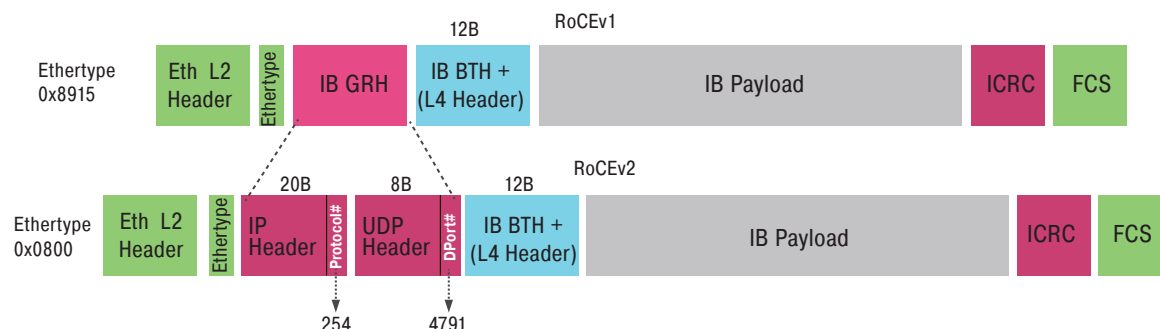 RoCEv1
12B
Ethertype
0x8915
Eth L2
Header
Ethertype
IB GRH
IB BTH +
(L4 Header)
IB Payload
ICRC
FCS
RoCEv2
20B
8B
12B
Ethertype
0x0800
Eth L2
Header
Ethertype
IP
Header
Protocol#
UDP
Header
DPort#
IB BTH +
(L4 Header)
IB Payload
ICRC
FCS
254
4791